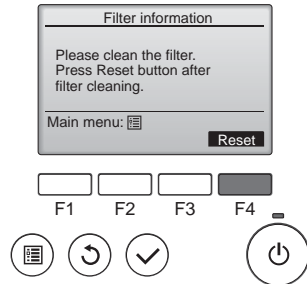 Filter information
Please clean the filter.
Press Reset button after
filter cleaning.
Main menu:
Reset
F1 F2 F3 F4